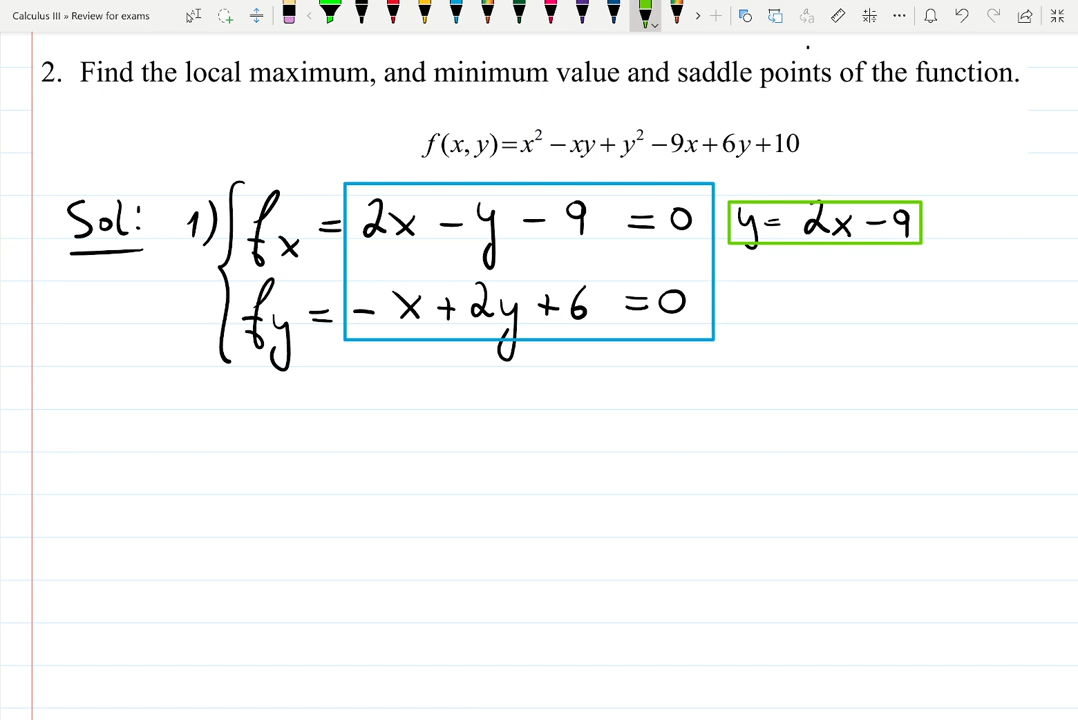 Calculus III » Review for exams
2. Find the local maximum, and minimum value and saddle points of the function.
f(x, y)=x² − xy + y² − 9x + 6y + 10
Sol: 1) { fx = 2x − y − 9 = 0 y = 2x − 9
fy = − x + 2y + 6 = 0